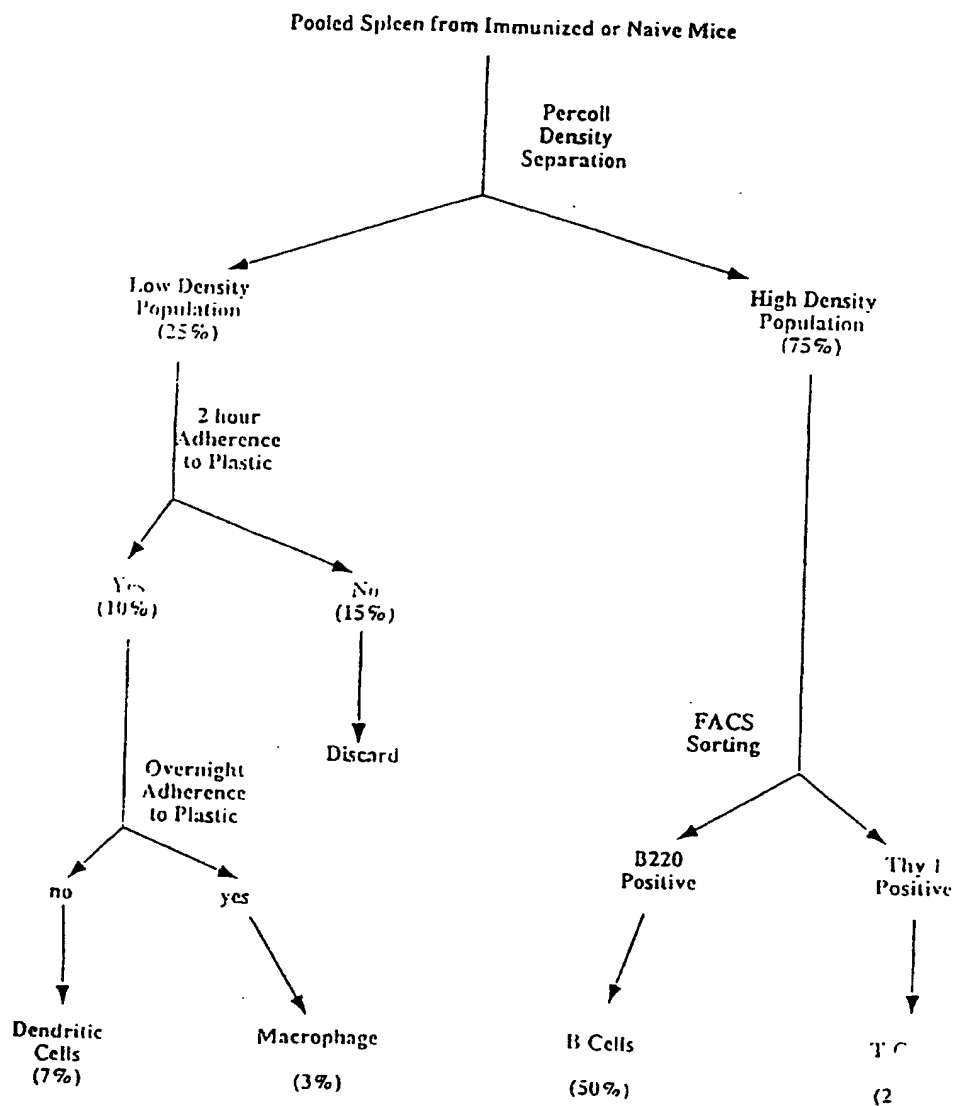 Pooled Spleen from Immunized or Naive Mice
Percoll
Density
Separation
Low Density
Population
(25%)
High Density
Population
(75%)
2 hour
Adherence
to Plastic
Yes
(10%)
No
(15%)
Discard
FACS
Sorting
Overnight
Adherence
to Plastic
no
yes
B220
Positive
Thy 1
Positive
Dendritic
Cells
(7%)
Macrophage
(3%)
B Cells
(50%)
T C
(2